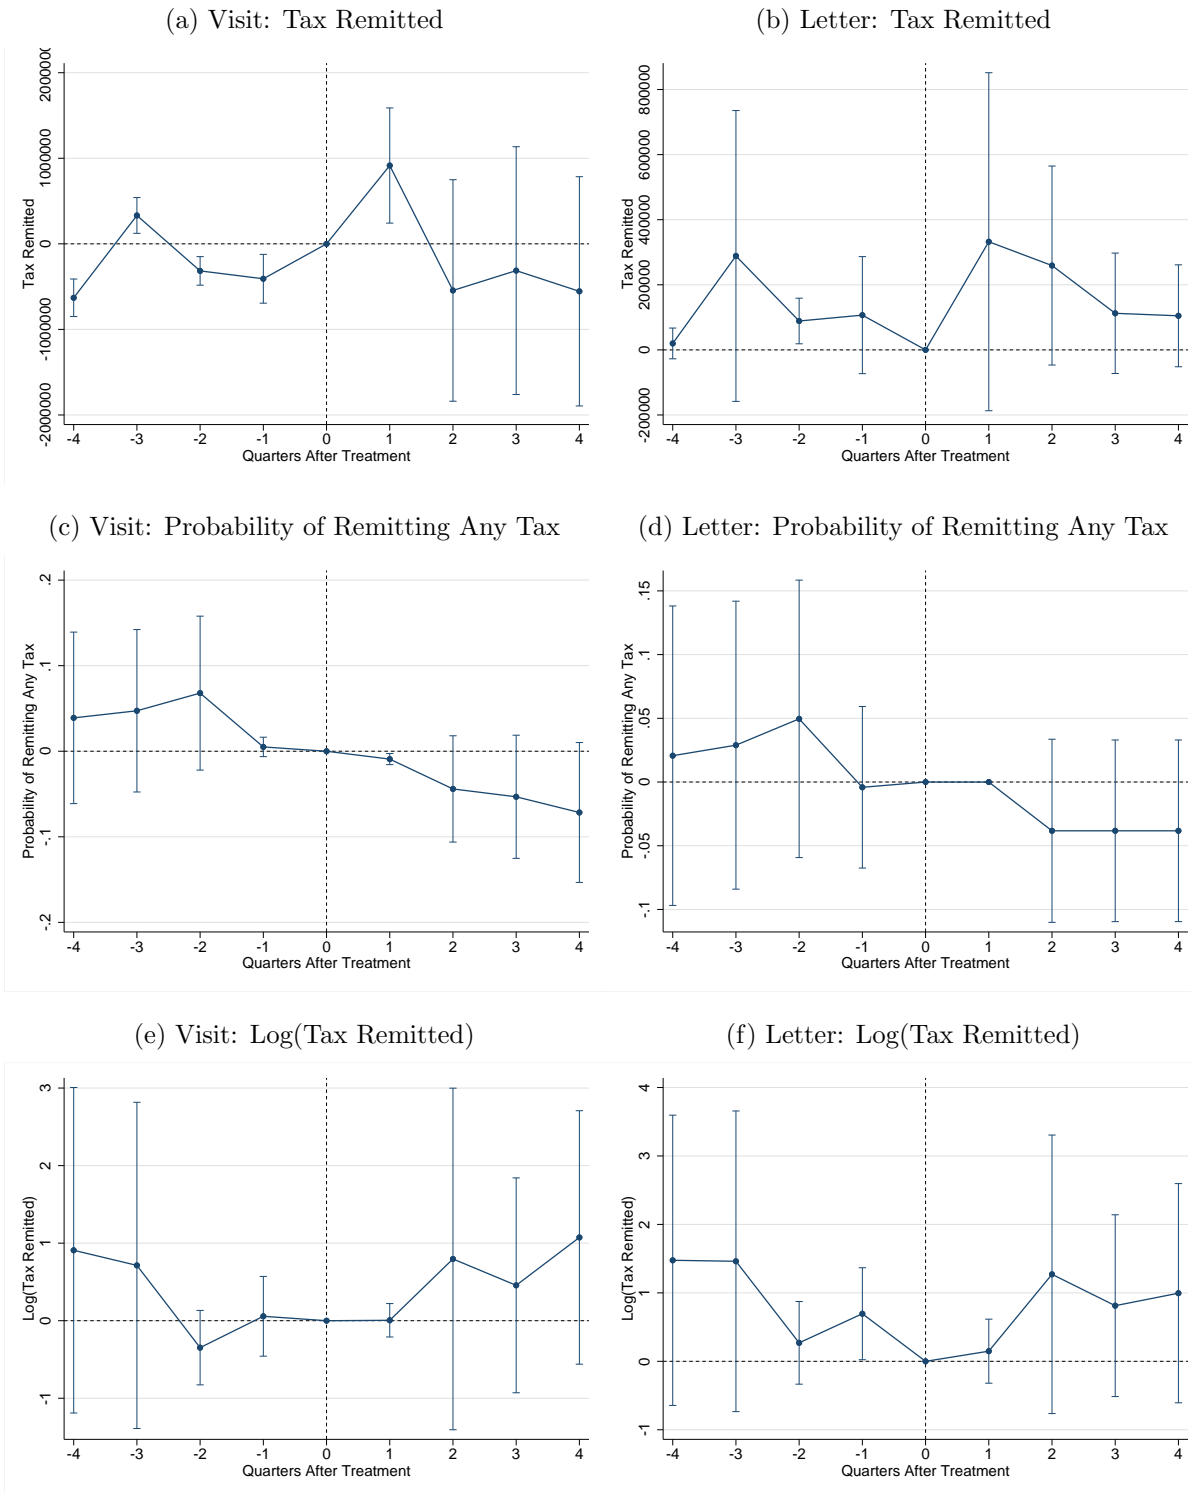 (a) Visit: Tax Remitted
2000000
1000000
0
-1000000
-2000000
Tax Remitted
-4 -3 -2 -1 0 1 2 3 4
Quarters After Treatment
(b) Letter: Tax Remitted
800000
600000
400000
200000
0
-200000
Tax Remitted
-4 -3 -2 -1 0 1 2 3 4
Quarters After Treatment
(c) Visit: Probability of Remitting Any Tax
.2
.1
0
-.1
-.2
Probability of Remitting Any Tax
-4 -3 -2 -1 0 1 2 3 4
Quarters After Treatment
(d) Letter: Probability of Remitting Any Tax
.15
.1
.05
0
-.05
-.1
Probability of Remitting Any Tax
-4 -3 -2 -1 0 1 2 3 4
Quarters After Treatment
(e) Visit: Log(Tax Remitted)
3
2
1
0
-1
Log(Tax Remitted)
-4 -3 -2 -1 0 1 2 3 4
Quarters After Treatment
(f) Letter: Log(Tax Remitted)
4
3
2
1
0
-1
Log(Tax Remitted)
-4 -3 -2 -1 0 1 2 3 4
Quarters After Treatment